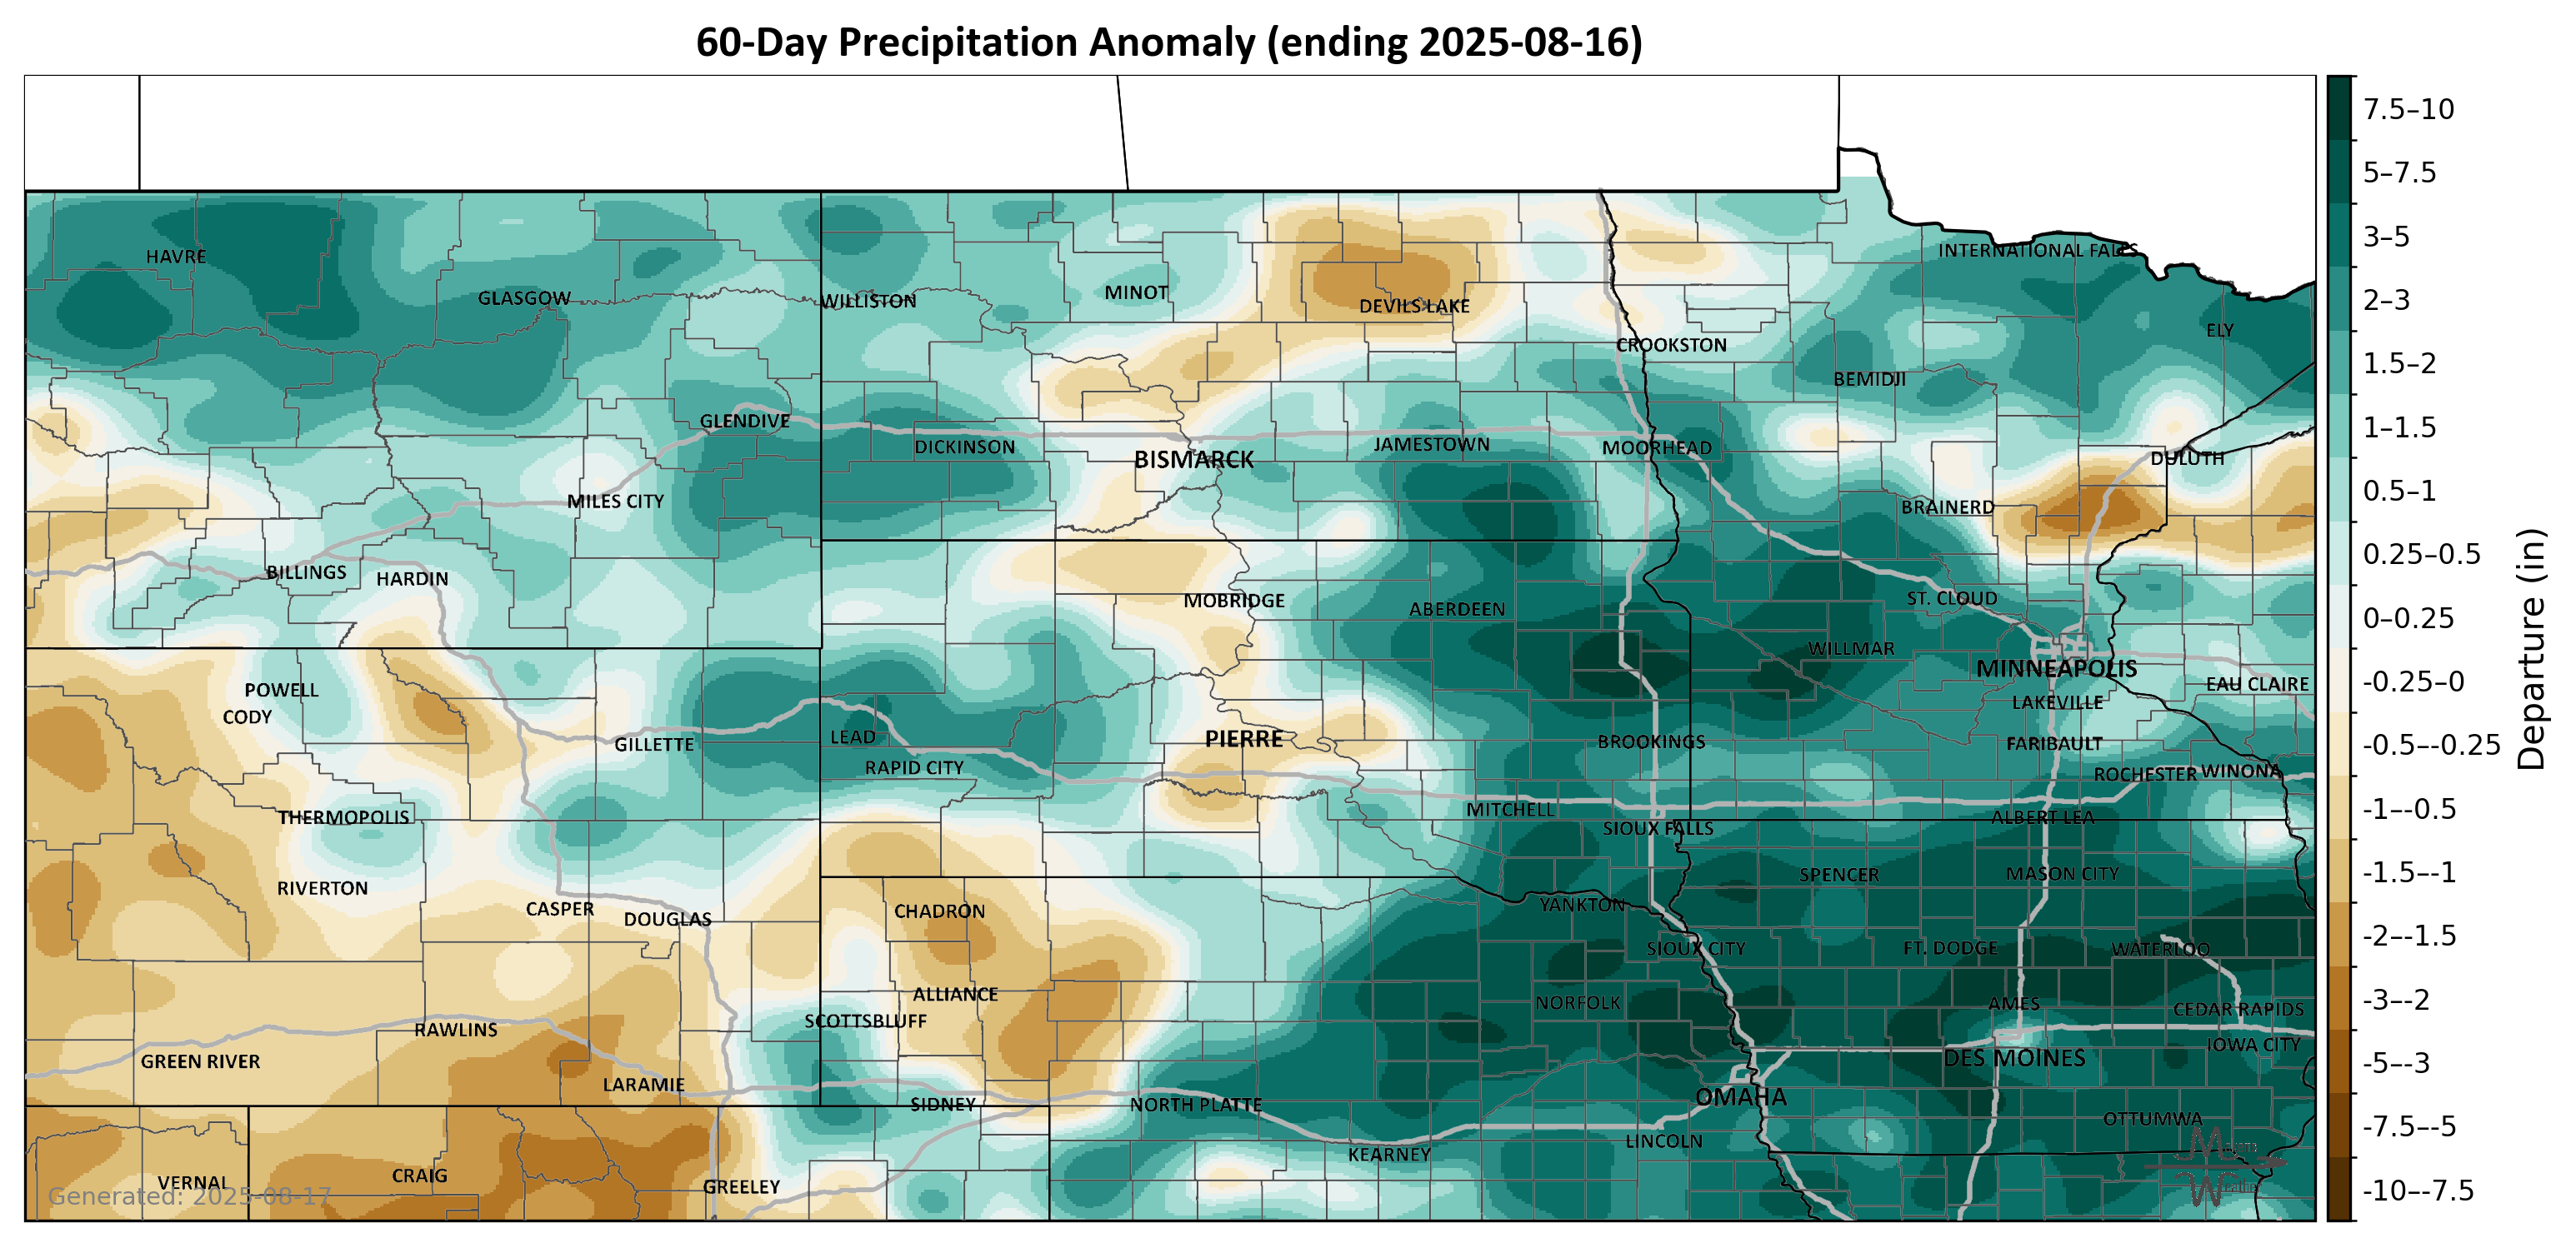 60-Day Precipitation Anomaly (ending 2025-08-16)
7.5–10
5–7.5
3–5
2–3
1.5–2
1–1.5
0.5–1
0.25–0.5
0–0.25
-0.25–0
-0.5–-0.25
-1–-0.5
-1.5–-1
-2–-1.5
-3–-2
-5–-3
-7.5–-5
-10–-7.5
Departure (in)
HAVRE
INTERNATIONAL FALLS
GLASGOW
WILLISTON
MINOT
DEVILS LAKE
ELY
CROOKSTON
BEMIDJI
GLENDIVE
DICKINSON
BISMARCK
JAMESTOWN
MOORHEAD
DULUTH
MILES CITY
BRAINERD
BILLINGS
HARDIN
MOBRIDGE
ABERDEEN
ST. CLOUD
WILLMAR
MINNEAPOLIS
EAU CLAIRE
POWELL
CODY
LAKEVILLE
GILLETTE
LEAD
PIERRE
BROOKINGS
FARIBAULT
RAPID CITY
ROCHESTER
WINONA
THERMOPOLIS
MITCHELL
SIOUX FALLS
ALBERT LEA
RIVERTON
SPENCER
MASON CITY
CASPER
DOUGLAS
CHADRON
YANKTON
SIOUX CITY
FT. DODGE
WATERLOO
ALLIANCE
NORFOLK
AMES
CEDAR RAPIDS
SCOTTSBLUFF
RAWLINS
IOWA CITY
GREEN RIVER
DES MOINES
LARAMIE
SIDNEY
NORTH PLATTE
OMAHA
OTTUMWA
LINCOLN
KEARNEY
VERNAL
CRAIG
GREELEY
Generated: 2025-08-17